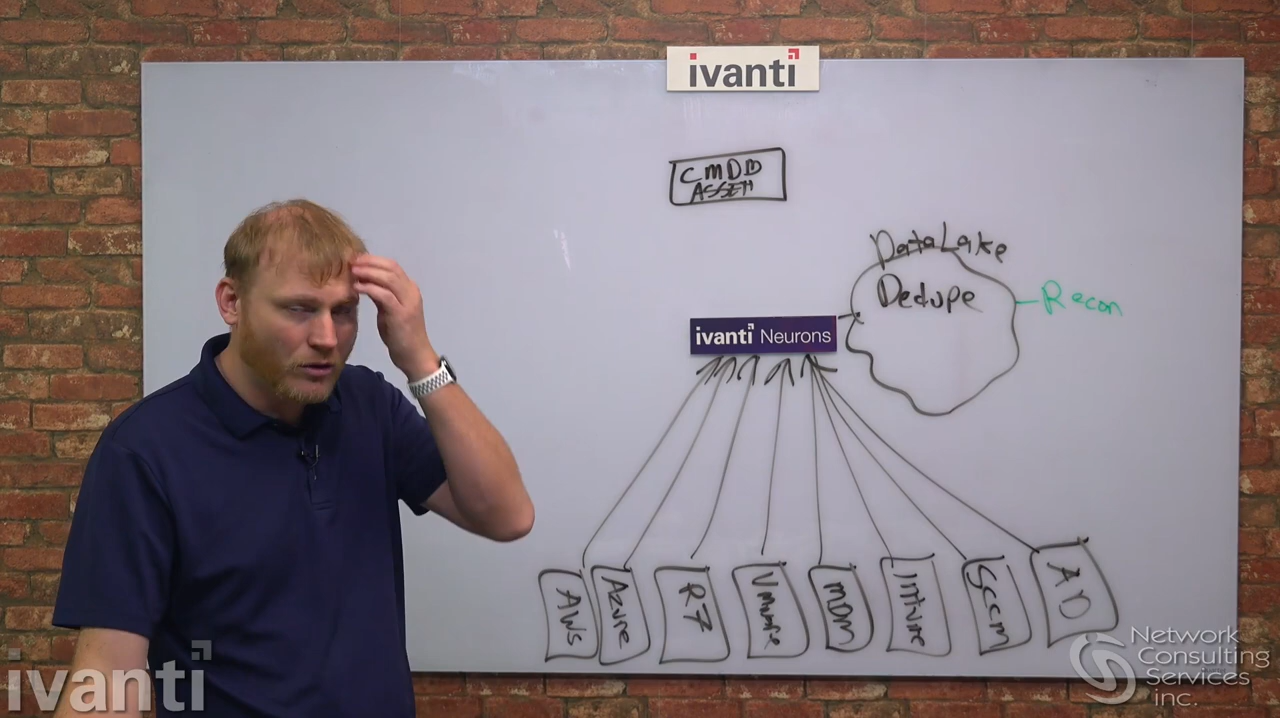 ivanti
CMDB
ASSET
DataLake
Dedupe
Recon
ivanti Neurons
AWS
Azure
R7
Vmware
MDM
Intune
Sccm
AD
ivanti
Network
Consulting
Services
inc.